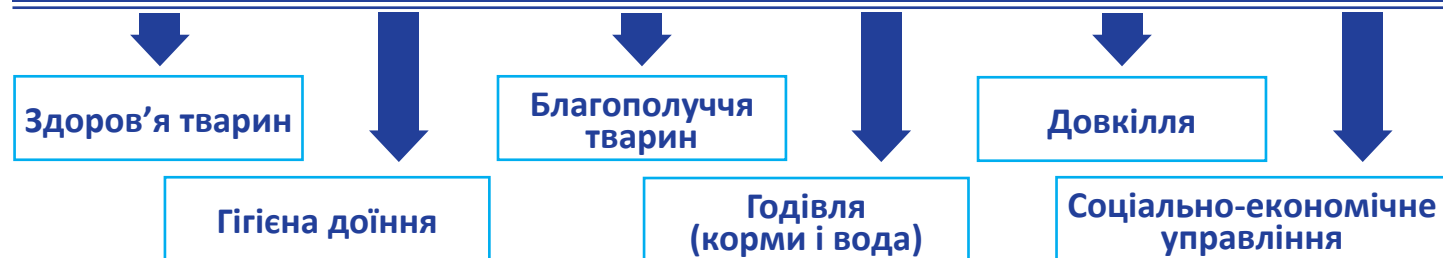 Здоров’я тварин
Благополуччя
тварин
Довкілля
Гігієна доїння
Годівля
(корми і вода)
Соціально-економічне
управління